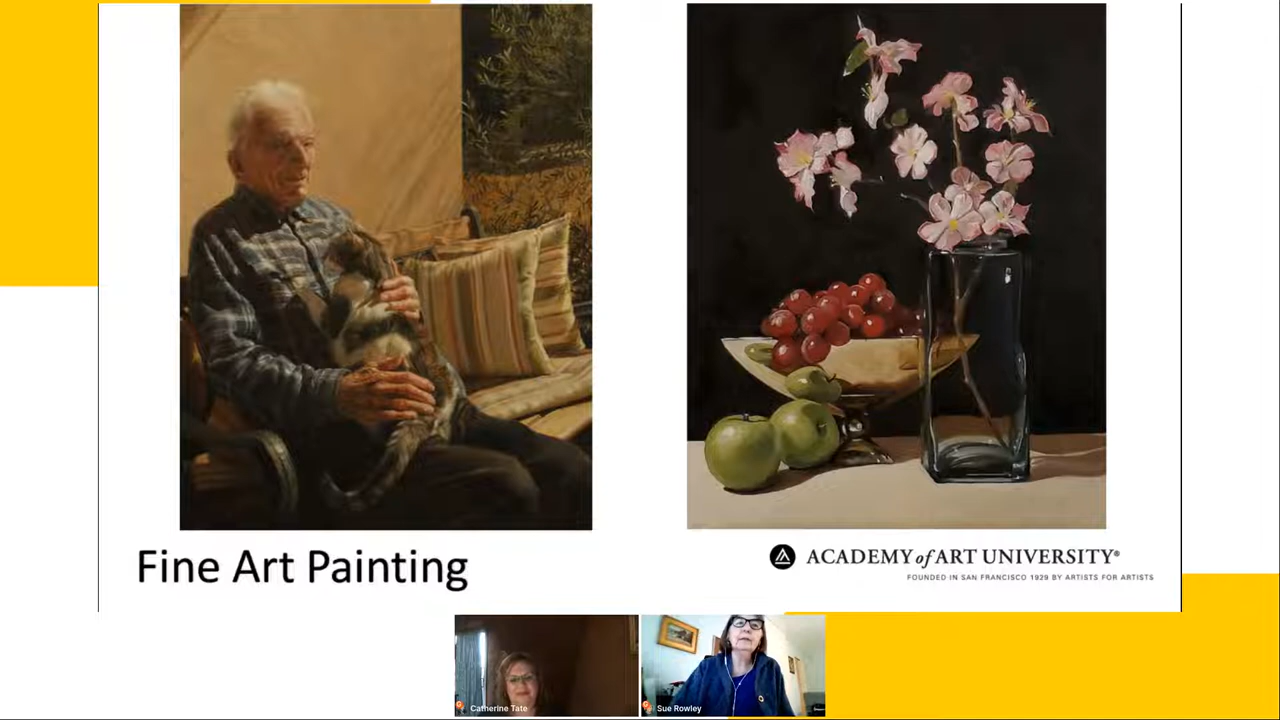 Fine Art Painting
ACADEMY of ART UNIVERSITY®
FOUNDED IN SAN FRANCISCO 1929 BY ARTISTS FOR ARTISTS
Catherine Tate
Sue Rowley